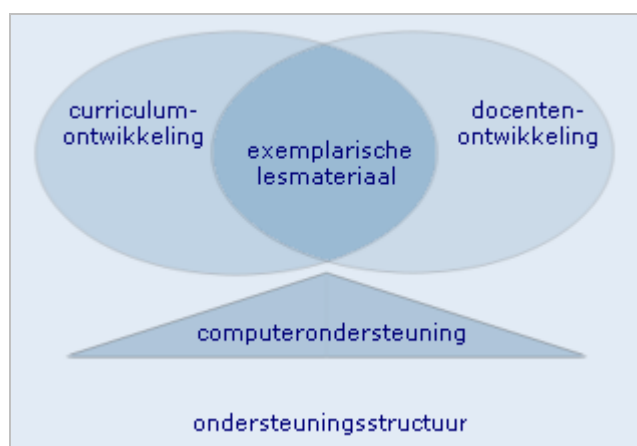 curriculum-
ontwikkeling
exemplarische
lesmateriaal
docenten-
ontwikkeling
computerondersteuning
ondersteuningsstructuur